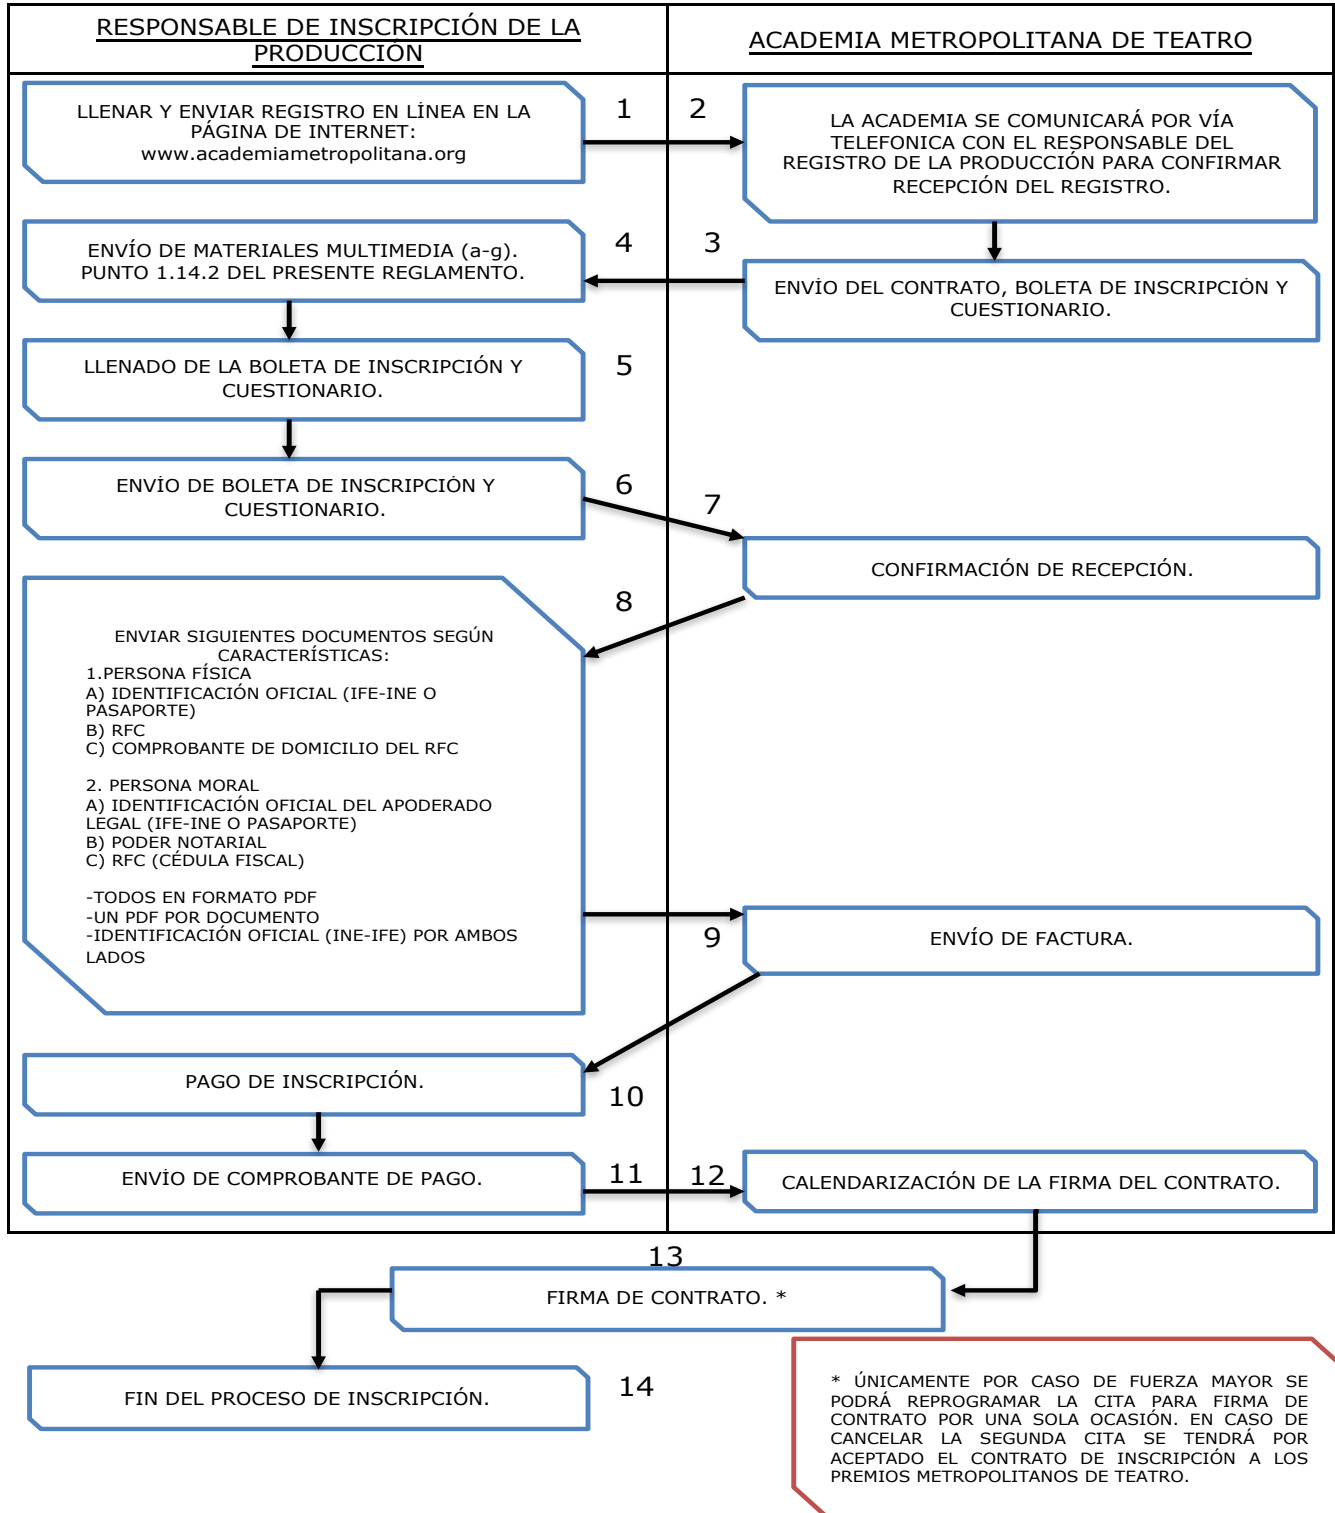 RESPONSABLE DE INSCRIPCIÓN DE LA
PRODUCCIÓN
ACADEMIA METROPOLITANA DE TEATRO
LLENAR Y ENVIAR REGISTRO EN LÍNEA EN LA
PÁGINA DE INTERNET:
www.academiametropolitana.org
1
2
LA ACADEMIA SE COMUNICARÁ POR VÍA
TELEFONICA CON EL RESPONSABLE DEL
REGISTRO DE LA PRODUCCIÓN PARA CONFIRMAR
RECEPCIÓN DEL REGISTRO.
ENVÍO DE MATERIALES MULTIMEDIA (a-g).
PUNTO 1.14.2 DEL PRESENTE REGLAMENTO.
4
3
ENVÍO DEL CONTRATO, BOLETA DE INSCRIPCIÓN Y
CUESTIONARIO.
LLENADO DE LA BOLETA DE INSCRIPCIÓN Y
CUESTIONARIO.
5
ENVÍO DE BOLETA DE INSCRIPCIÓN Y
CUESTIONARIO.
6
7
CONFIRMACIÓN DE RECEPCIÓN.
8
ENVIAR SIGUIENTES DOCUMENTOS SEGÚN
CARACTERÍSTICAS:
1.PERSONA FÍSICA
A) IDENTIFICACIÓN OFICIAL (IFE-INE O
PASAPORTE)
B) RFC
C) COMPROBANTE DE DOMICILIO DEL RFC
2. PERSONA MORAL
A) IDENTIFICACIÓN OFICIAL DEL APODERADO
LEGAL (IFE-INE O PASAPORTE)
B) PODER NOTARIAL
C) RFC (CÉDULA FISCAL)
-TODOS EN FORMATO PDF
-UN PDF POR DOCUMENTO
-IDENTIFICACIÓN OFICIAL (INE-IFE) POR AMBOS
LADOS
9
ENVÍO DE FACTURA.
PAGO DE INSCRIPCIÓN.
10
ENVÍO DE COMPROBANTE DE PAGO.
11
12
CALENDARIZACIÓN DE LA FIRMA DEL CONTRATO.
13
FIRMA DE CONTRATO. *
FIN DEL PROCESO DE INSCRIPCIÓN.
14
* ÚNICAMENTE POR CASO DE FUERZA MAYOR SE
PODRÁ REPROGRAMAR LA CITA PARA FIRMA DE
CONTRATO POR UNA SOLA OCASIÓN. EN CASO DE
CANCELAR LA SEGUNDA CITA SE TENDRÁ POR
ACEPTADO EL CONTRATO DE INSCRIPCIÓN A LOS
PREMIOS METROPOLITANOS DE TEATRO.